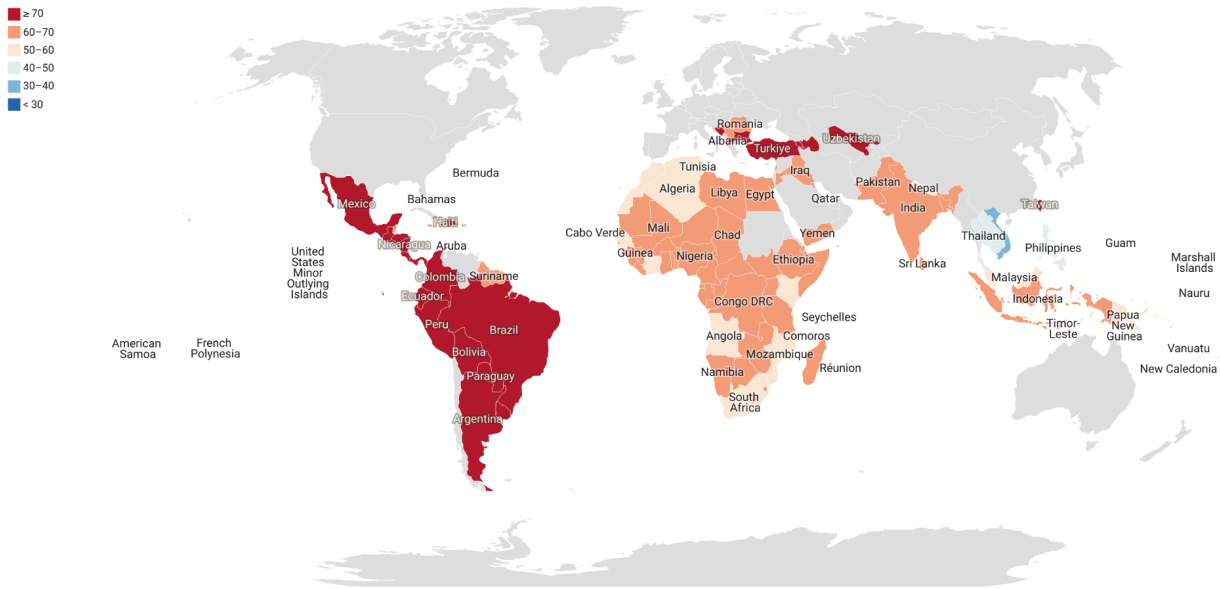 ≥ 70
60–70
50–60
40–50
30–40
< 30
Romania
Albania
Turkiye
Uzbekistan
Tunisia
Iraq
Algeria
Libya
Egypt
Pakistan
Nepal
Bermuda
Bahamas
Qatar
India
Mexico
Haiti
Taiwan
Cabo Verde
Mali
Chad
Yemen
Thailand
Philippines
Guam
Nicaragua
Aruba
Guinea
Nigeria
Ethiopia
Sri Lanka
United
States
Minor
Outlying
Islands
Marshall
Islands
Colombia
Suriname
Malaysia
Ecuador
Congo DRC
Indonesia
Nauru
Peru
Brazil
Seychelles
Timor-
Leste
Papua
New
Guinea
American
Samoa
French
Polynesia
Angola
Comoros
Vanuatu
Bolivia
Mozambique
Paraguay
Namibia
Réunion
New Caledonia
Argentina
South
Africa